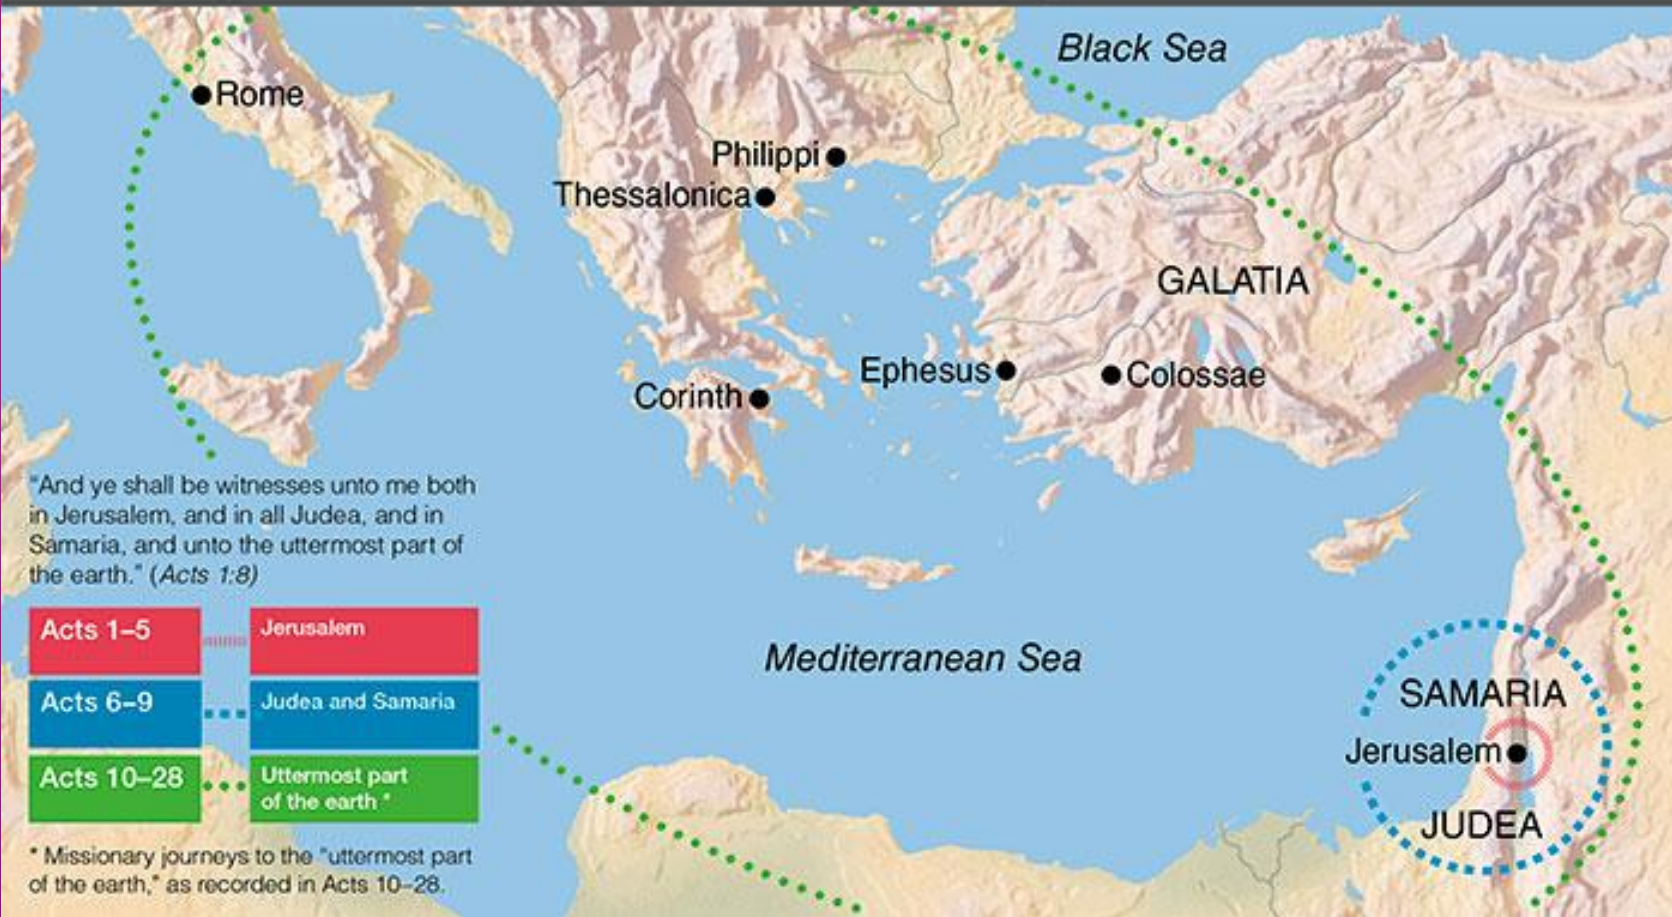 Black Sea
Rome
Philippi
Thessalonica
GALATIA
Ephesus
Colossae
Corinth
"And ye shall be witnesses unto me both
in Jerusalem, and in all Judea, and in
Samaria, and unto the uttermost part of
the earth." (Acts 1:8)
Acts 1–5
Jerusalem
Acts 6–9
Judea and Samaria
Acts 10–28
Uttermost part
of the earth *
* Missionary journeys to the "uttermost part
of the earth," as recorded in Acts 10–28.
Mediterranean Sea
SAMARIA
Jerusalem
JUDEA